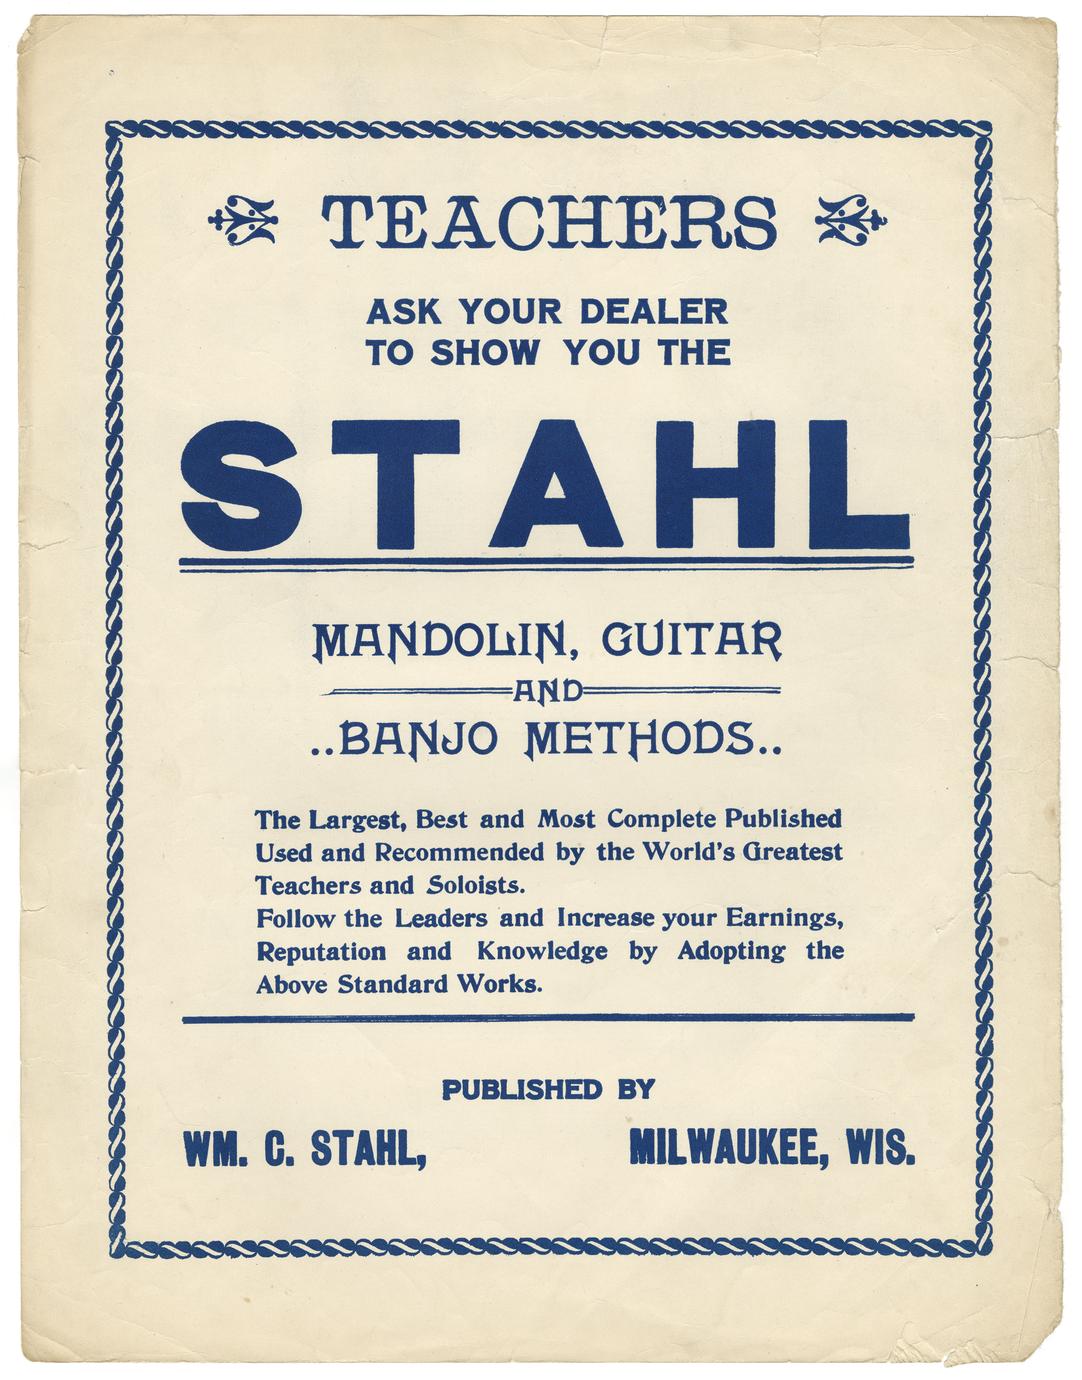 TEACHERS
ASK YOUR DEALER
TO SHOW YOU THE
STAHL
MANDOLIN, GUITAR
AND
..BANJO METHODS..
The Largest, Best and Most Complete Published
Used and Recommended by the World's Greatest
Teachers and Soloists.
Follow the Leaders and Increase your Earnings,
Reputation and Knowledge by Adopting the
Above Standard Works.
PUBLISHED BY
WM. C. STAHL, MILWAUKEE, WIS.